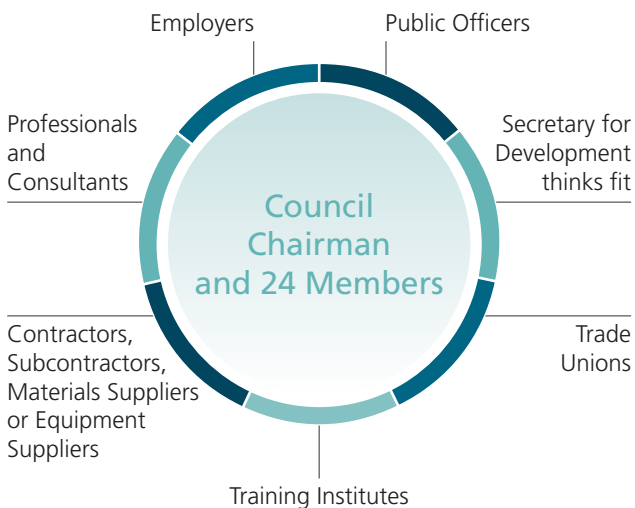 Employers
Public Officers
Professionals
and
Consultants
Secretary for
Development
thinks fit
Council
Chairman
and 24 Members
Contractors,
Subcontractors,
Materials Suppliers
or Equipment
Suppliers
Trade
Unions
Training Institutes